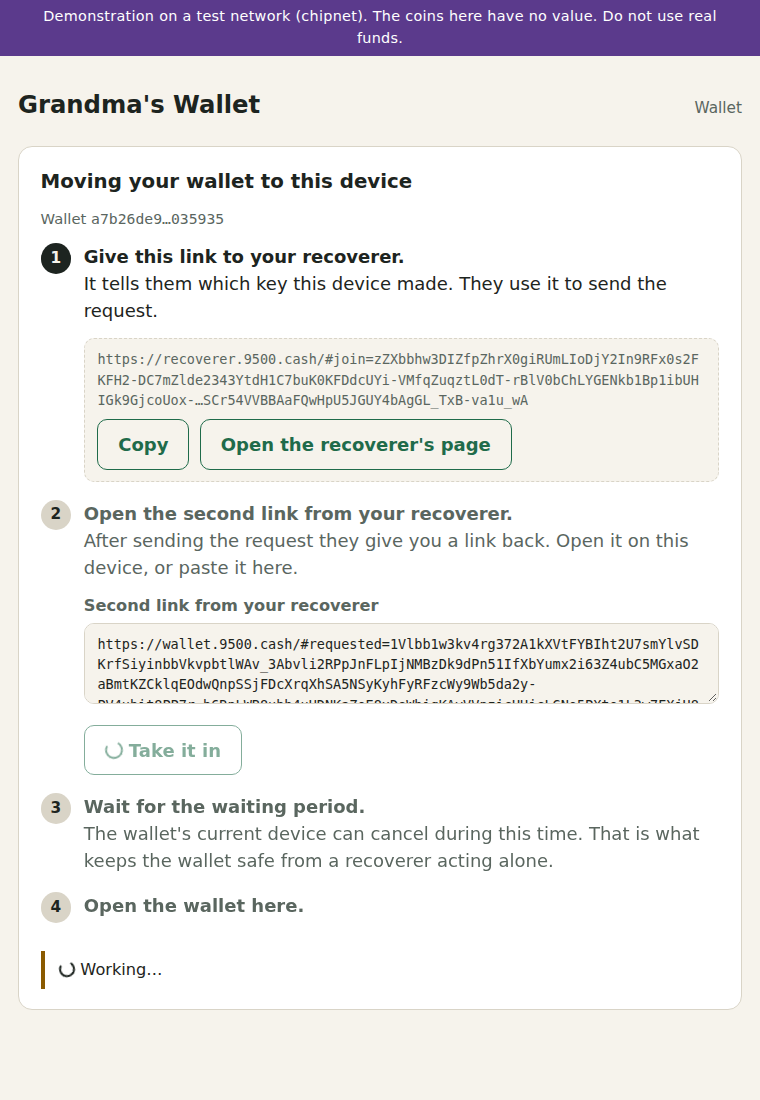 Demonstration on a test network (chipnet). The coins here have no value. Do not use real
funds.
Grandma's Wallet
Wallet
Moving your wallet to this device
Wallet a7b26de9…035935
1
Give this link to your recoverer.
It tells them which key this device made. They use it to send the
request.
https://recoverer.9500.cash/#join=zZXbbhw3DIZfpZhrX0giRUmLIoDjY2In9RFx0s2F
KFH2-DC7mZlde2343YtdH1C7buK0KFDdcUYi-VMfqZuqztL0dT-rBlV0bChLYGENkb1Bp1ibUH
IGk9GjcoUox-…SCr54VVBBAaFQwHpU5JGUY4bAgGL_TxB-va1u_wA
Copy
Open the recoverer's page
2
Open the second link from your recoverer.
After sending the request they give you a link back. Open it on this
device, or paste it here.
Second link from your recoverer
https://wallet.9500.cash/#requested=1Vlbb1w3kv4rg372A1kXVtFYBIht2U7smYlvSD
KrfSiyinbbVkvpbtlWAv_3Abvli2RPpJnFLpIjNMBzDk9dPn51IfXbYumx2i63Z4ubC5MGxaO2
aBmtKZCklqEOdwQnpSSjFDcXrqXhSA5NSyKyhFyRFzcWy9Wb5da2y-
Take it in
3
Wait for the waiting period.
The wallet's current device can cancel during this time. That is what
keeps the wallet safe from a recoverer acting alone.
4
Open the wallet here.
Working…